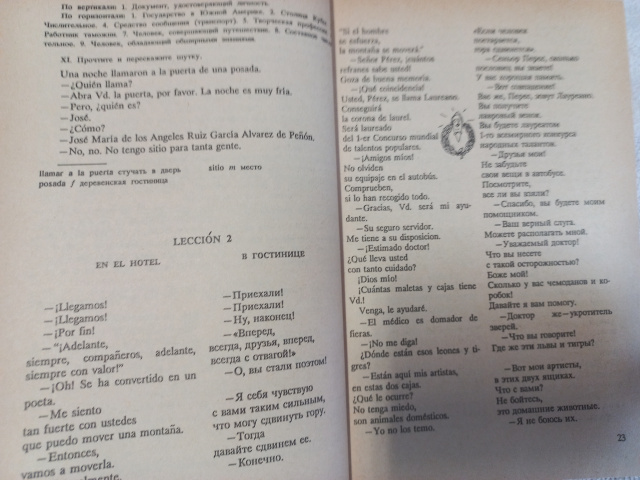 По вертикали: 1. Документ, удостоверяющий личность.
По горизонтали: 1. Государство в Южной Америке. 3. Столица Кубы.
Числительное. 4. Средство сообщения (транспорт). 5. Творческая профессия.
Работник таможни. 7. Человек, совершающий путешествие. 8. Составное числи-
тельное. 9. Человек, обладающий обширными знаниями.
XI. Прочтите и перескажите шутку.
Una noche llamaron a la puerta de una posada.
—¿Quién llama?
—Abra Vd. la puerta, por favor. La noche es muy fría.
—Pero, ¿quién es?
—José.
—¿Cómo?
—José María de los Angeles Ruiz García Alvarez de Peñón.
—No, no. No tengo sitio para tanta gente.
llamar a la puerta стучать в дверь sitio m место
posada f деревенская гостиница
LECCIÓN 2
EN EL HOTEL
В ГОСТИНИЦЕ
—¡Llegamos!
—¡Llegamos!
—¡Por fin!
—"¡Adelante,
siempre, compañeros, adelante,
siempre con valor!"
—¡Oh! Se ha convertido en un
poeta.
—Me siento
tan fuerte con ustedes
que puedo mover una montaña.
—Entonces,
vamos a moverla.
—Приехали!
—Приехали!
—Ну, наконец!
—«Вперед,
всегда, друзья, вперед,
всегда с отвагой!»
—О, вы стали поэтом!
—Я себя чувствую
с вами таким сильным,
что могу сдвинуть гору.
—Тогда
давайте сдвинем ее.
—Конечно.
"Si el hombre
se esfuerza,
la montaña se moverá"
—Señor Pérez, ¡cuántos
refranes sabe usted!
Goza de buena memoria.
—¡Qué coincidencia!
Usted, Pérez, se llama Laureano.
Conseguirá
la corona de laurel.
Será laureado
del 1-er Concurso mundial
de talentos populares.
—¡Amigos míos!
No olviden
su equipaje en el autobús.
Comprueben,
si lo han recogido todo.
—Gracias, Vd. será mi ayu-
dante.
—Su seguro servidor.
Me tiene a su disposicion.
—¡Estimado doctor!
¿Qué lleva usted
con tanto cuidado?
¡Dios mío!
¡Cuántas maletas y cajas tiene
Vd.!
Venga, le ayudaré.
—El médico es domador de
fieras.
—¡No me diga!
¿Dónde están esos leones y ti-
gres?
—Están aquí mis artistas,
en estas dos cajas.
¿Qué le ocurre?
No tenga miedo,
son animales domésticos.
—Yo no los temo.
«Если человек
постарается,
гора сдвинется».
—Сеньор Перес, сколько
пословиц вы знаете!
У вас хорошая память.
—Вот совпадение!
Вас же, Перес, зовут Лауреано.
Вы получите
лавровый венок.
Вы будете лауреатом
1-го всемирного конкурса
народных талантов.
—Друзья мои!
Не забудьте
свои вещи в автобусе.
Посмотрите,
все ли вы взяли?
—Спасибо, вы будете моим
помощником.
—Ваш верный слуга.
Можете располагать мной.
—Уважаемый доктор!
Что вы несете
с такой осторожностью?
Боже мой!
Сколько у вас чемоданов и ко-
робок!
Давайте я вам помогу.
—Доктор же—укротитель
зверей.
—Что вы говорите!
Где же эти львы и тигры?
—Вот мои артисты,
в этих двух ящиках.
Что с вами?
Не бойтесь,
это домашние животные.
—Я не боюсь их.
23